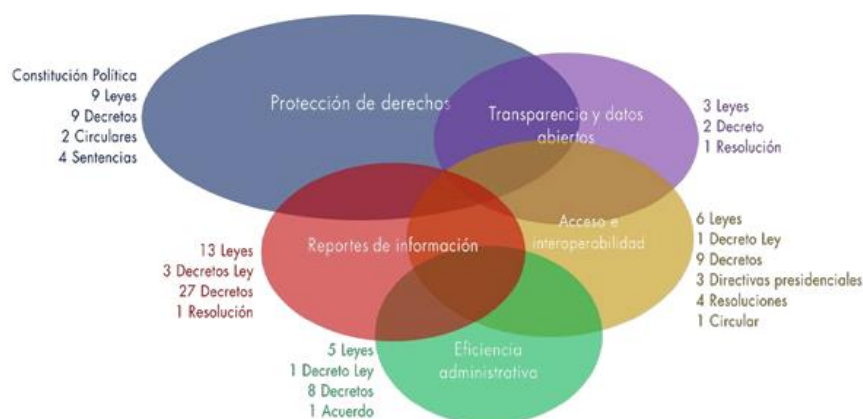 Constitución Política
9 Leyes
9 Decretos
2 Circulares
4 Sentencias
Protección de derechos
Transparencia y datos
abiertos
3 Leyes
2 Decreto
1 Resolución
13 Leyes
3 Decretos Ley
27 Decretos
1 Resolución
Reportes de información
Acceso e
interoperabilidad
6 Leyes
1 Decreto Ley
9 Decretos
3 Directivas presidenciales
4 Resoluciones
1 Circular
5 Leyes
1 Decreto Ley
8 Decretos
1 Acuerdo
Eficiencia
administrativa